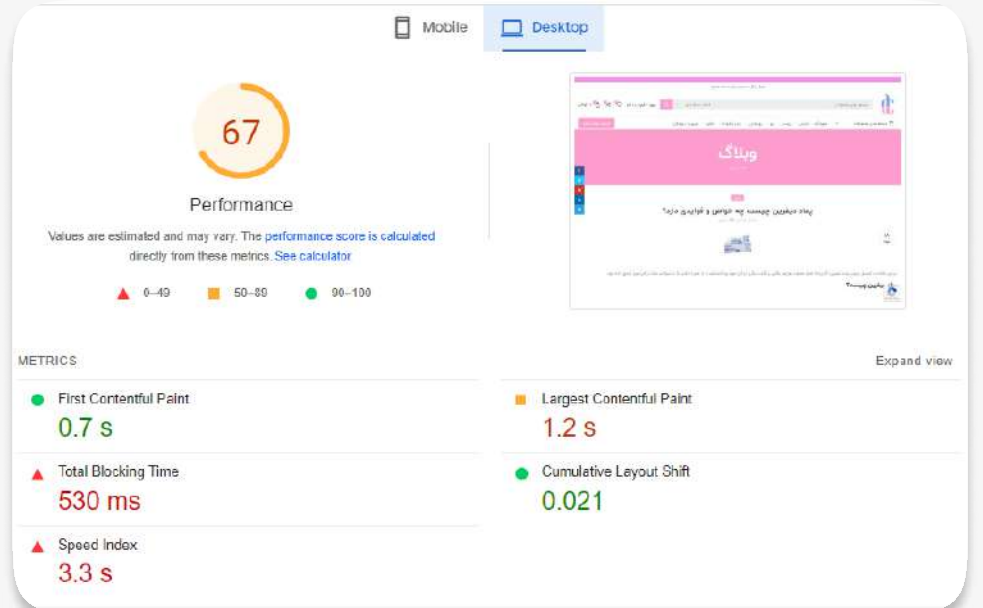 Mobile
Desktop
67
Performance
Values are estimated and may vary. The performance score is calculated
directly from these metrics. See calculator
0–49
50–89
90–100
وبلاگ
METRICS
Expand view
First Contentful Paint
0.7 s
Largest Contentful Paint
1.2 s
Total Blocking Time
530 ms
Cumulative Layout Shift
0.021
Speed Index
3.3 s